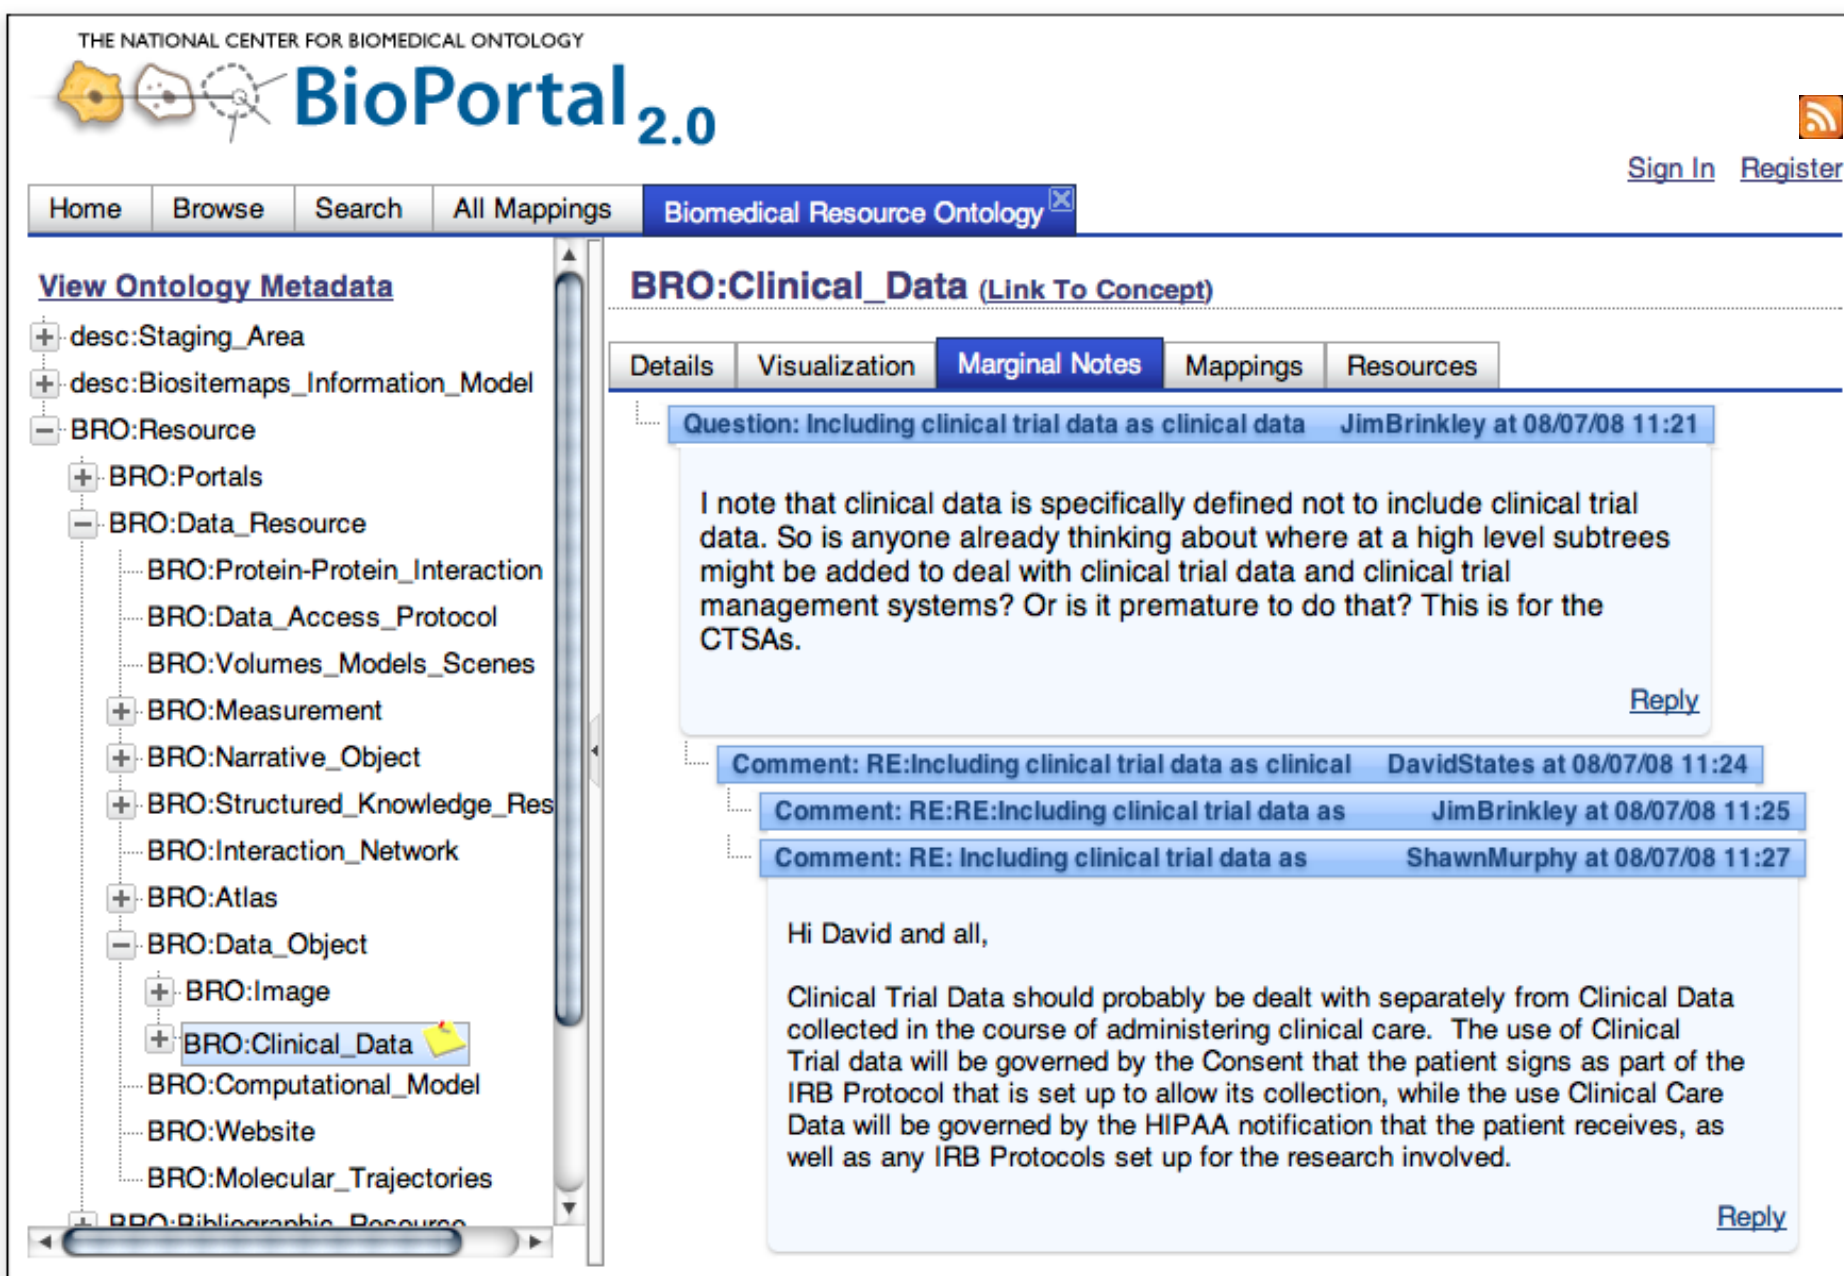 THE NATIONAL CENTER FOR BIOMEDICAL ONTOLOGY
BioPortal 2.0
Sign In Register
Home Browse Search All Mappings Biomedical Resource Ontology
View Ontology Metadata
desc:Staging_Area
desc:Biositemaps_Information_Model
BRO:Resource
BRO:Portals
BRO:Data_Resource
BRO:Protein-Protein_Interaction
BRO:Data_Access_Protocol
BRO:Volumes_Models_Scenes
BRO:Measurement
BRO:Narrative_Object
BRO:Structured_Knowledge_Res
BRO:Interaction_Network
BRO:Atlas
BRO:Data_Object
BRO:Image
BRO:Clinical_Data
BRO:Computational_Model
BRO:Website
BRO:Molecular_Trajectories
BRO:Bibliographic_Resource
BRO:Clinical_Data (Link To Concept)
Details Visualization Marginal Notes Mappings Resources
Question: Including clinical trial data as clinical data JimBrinkley at 08/07/08 11:21
I note that clinical data is specifically defined not to include clinical trial
data. So is anyone already thinking about where at a high level subtrees
might be added to deal with clinical trial data and clinical trial
management systems? Or is it premature to do that? This is for the
CTSAs.
Reply
Comment: RE:Including clinical trial data as clinical DavidStates at 08/07/08 11:24
Comment: RE:RE:Including clinical trial data as JimBrinkley at 08/07/08 11:25
Comment: RE: Including clinical trial data as ShawnMurphy at 08/07/08 11:27
Hi David and all,
Clinical Trial Data should probably be dealt with separately from Clinical Data
collected in the course of administering clinical care. The use of Clinical
Trial data will be governed by the Consent that the patient signs as part of the
IRB Protocol that is set up to allow its collection, while the use Clinical Care
Data will be governed by the HIPAA notification that the patient receives, as
well as any IRB Protocols set up for the research involved.
Reply